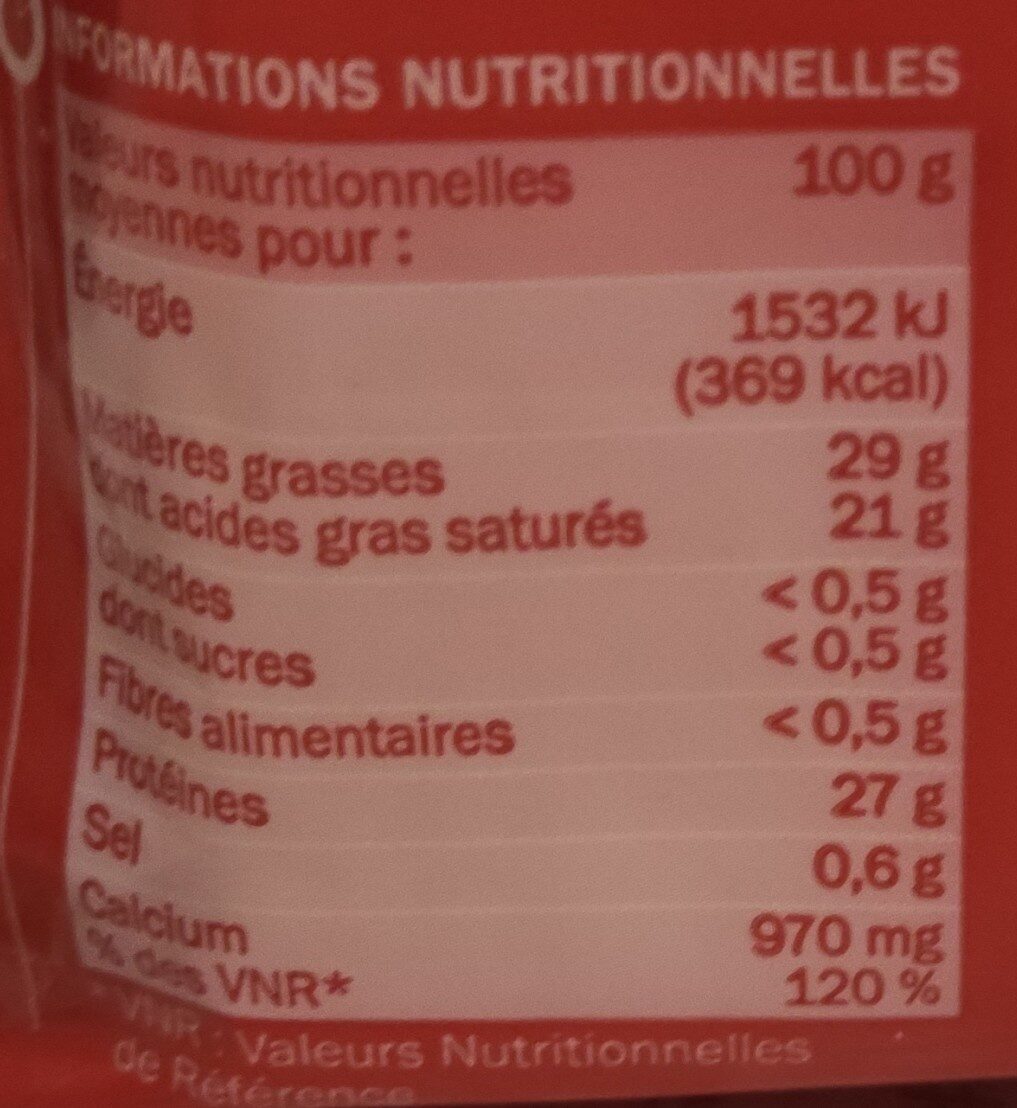 INFORMATIONS NUTRITIONNELLES
Valeurs nutritionnelles 100 g
moyennes pour :
Énergie 1532 kJ
(369 kcal)
Matières grasses 29 g
dont acides gras saturés 21 g
Glucides < 0,5 g
dont sucres < 0,5 g
Fibres alimentaires < 0,5 g
Protéines 27 g
Sel 0,6 g
Calcium 970 mg
% des VNR* 120 %
*VNR : Valeurs Nutritionnelles
de Référence